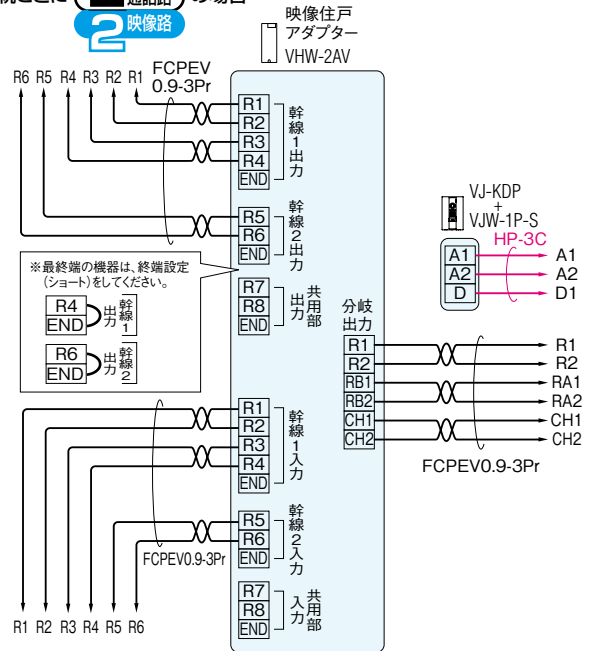 の場合
2 映像路
映像住戸
アダプター
VHW-2AV
R6 R5 R4 R3 R2 R1
FCPEV
0.9-3Pr
R1
R2
R3
R4
END
幹線1出力
R5
R6
END
幹線2出力
R7
R8
END
共用部出力
※最終端の機器は、終端設定
(ショート)をしてください。
R4
END
幹線1出力
R6
END
幹線2出力
VJ-KDP
+
VJW-1P-S
HP-3C
A1 A1
A2 A2
D D1
分岐
出力
R1 R1
R2 R2
RB1 RA1
RB2 RA2
CH1 CH1
CH2 CH2
FCPEV0.9-3Pr
R1
R2
R3
R4
END
幹線1入力
R5
R6
END
幹線2入力
FCPEV0.9-3Pr
R7
R8
END
共用部入力
R1 R2 R3 R4 R5 R6